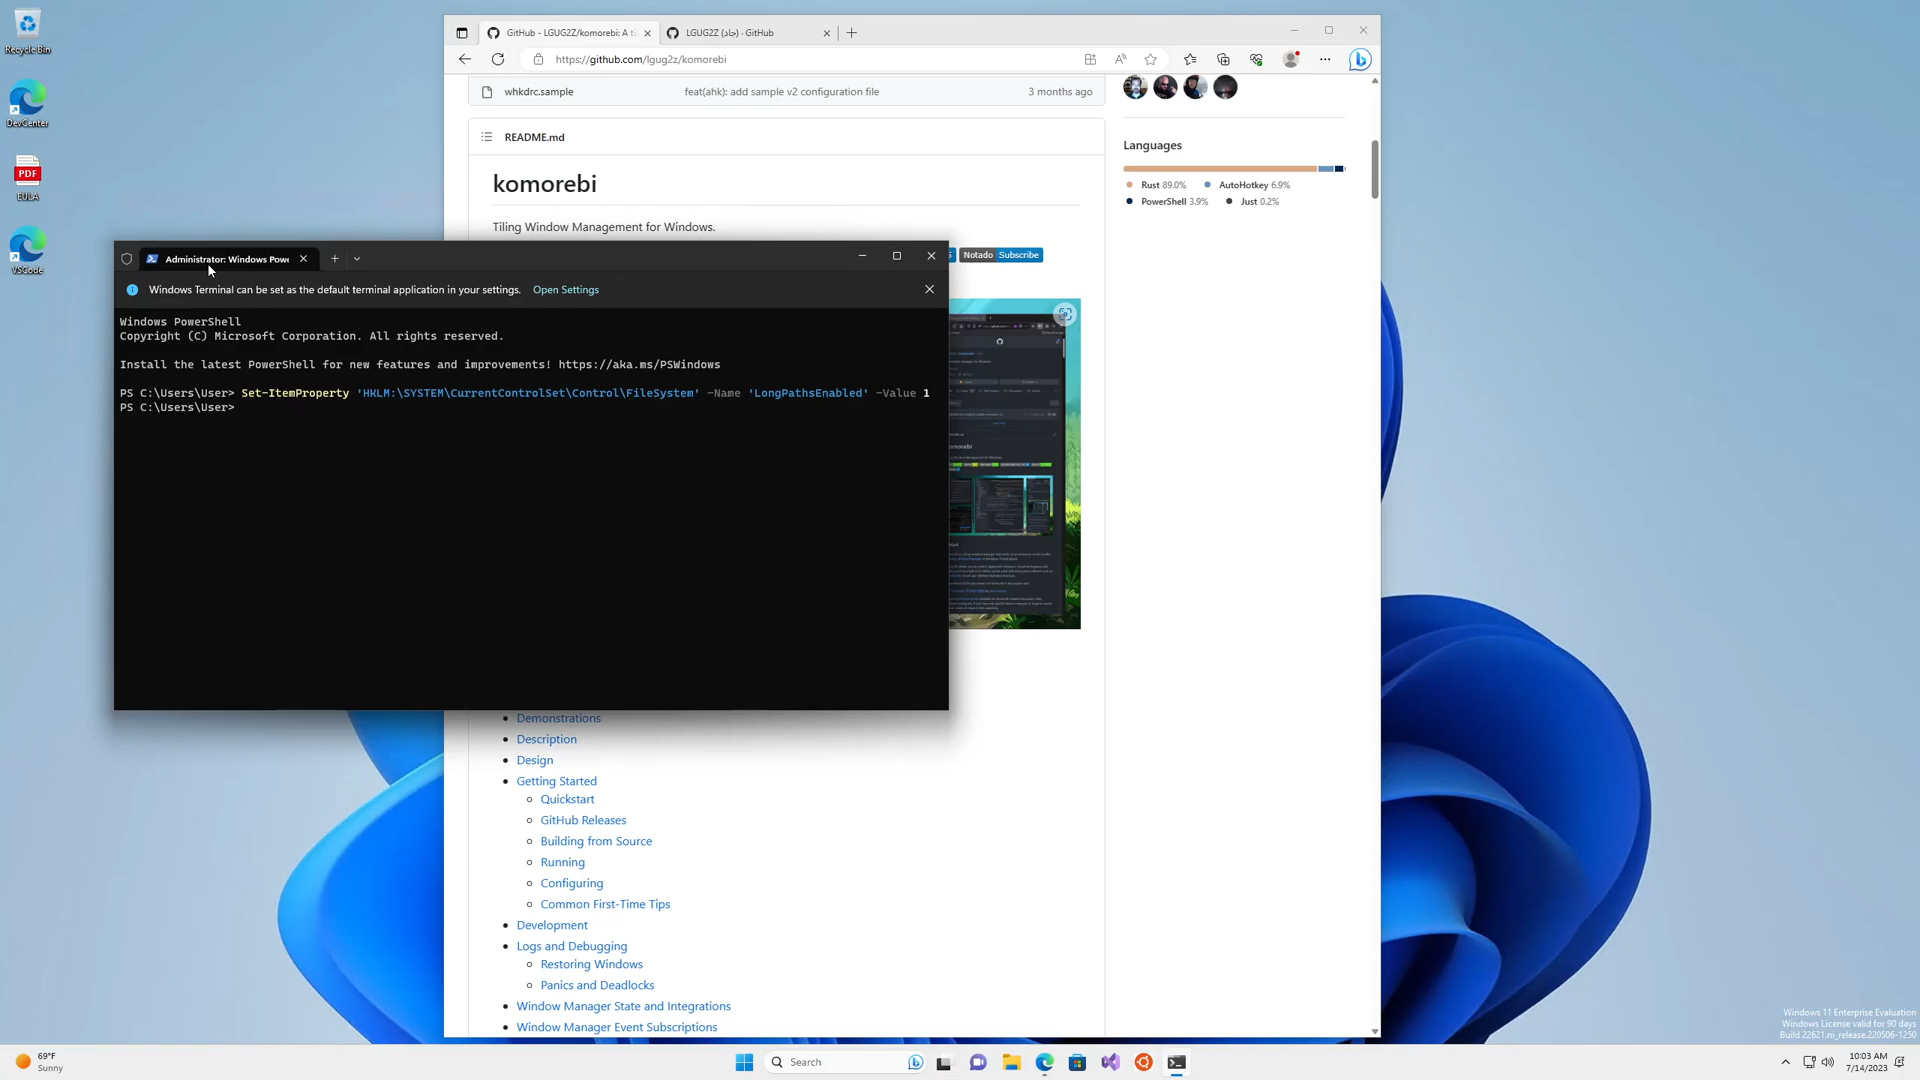 Recycle Bin
DevCenter
PDF
EULA
VSCode
GitHub - LGUG2Z/komorebi: A ti
LGUG2Z (جاد) · GitHub
https://github.com/lgug2z/komorebi
whkdrc.sample
feat(ahk): add sample v2 configuration file
3 months ago
README.md
komorebi
Tiling Window Management for Windows.
Notado Subscribe
Languages
Rust 89.0%
AutoHotkey 6.9%
PowerShell 3.9%
Just 0.2%
Administrator: Windows Powe
Windows Terminal can be set as the default terminal application in your settings. Open Settings
Windows PowerShell
Copyright (C) Microsoft Corporation. All rights reserved.
Install the latest PowerShell for new features and improvements! https://aka.ms/PSWindows
PS C:\Users\User> Set-ItemProperty 'HKLM:\SYSTEM\CurrentControlSet\Control\FileSystem' -Name 'LongPathsEnabled' -Value 1
PS C:\Users\User>
Demonstrations
Description
Design
Getting Started
Quickstart
GitHub Releases
Building from Source
Running
Configuring
Common First-Time Tips
Development
Logs and Debugging
Restoring Windows
Panics and Deadlocks
Window Manager State and Integrations
Window Manager Event Subscriptions
Windows 11 Enterprise Evaluation
Windows License valid for 90 days
Build 22621.ni_release.220506-1250
69°F
Sunny
Search
10:03 AM
7/14/2023